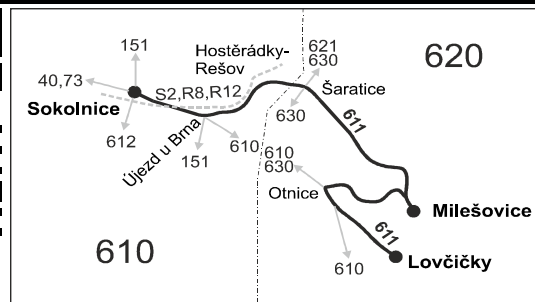 151
Hostěrádky-
Rešov
621
630
620
40,73
S2,R8,R12
Šaratice
Sokolnice
630
611
612
Újezd u Brna
151
610
610
630
Otnice
Milešovice
611
610
Lovčičky
610